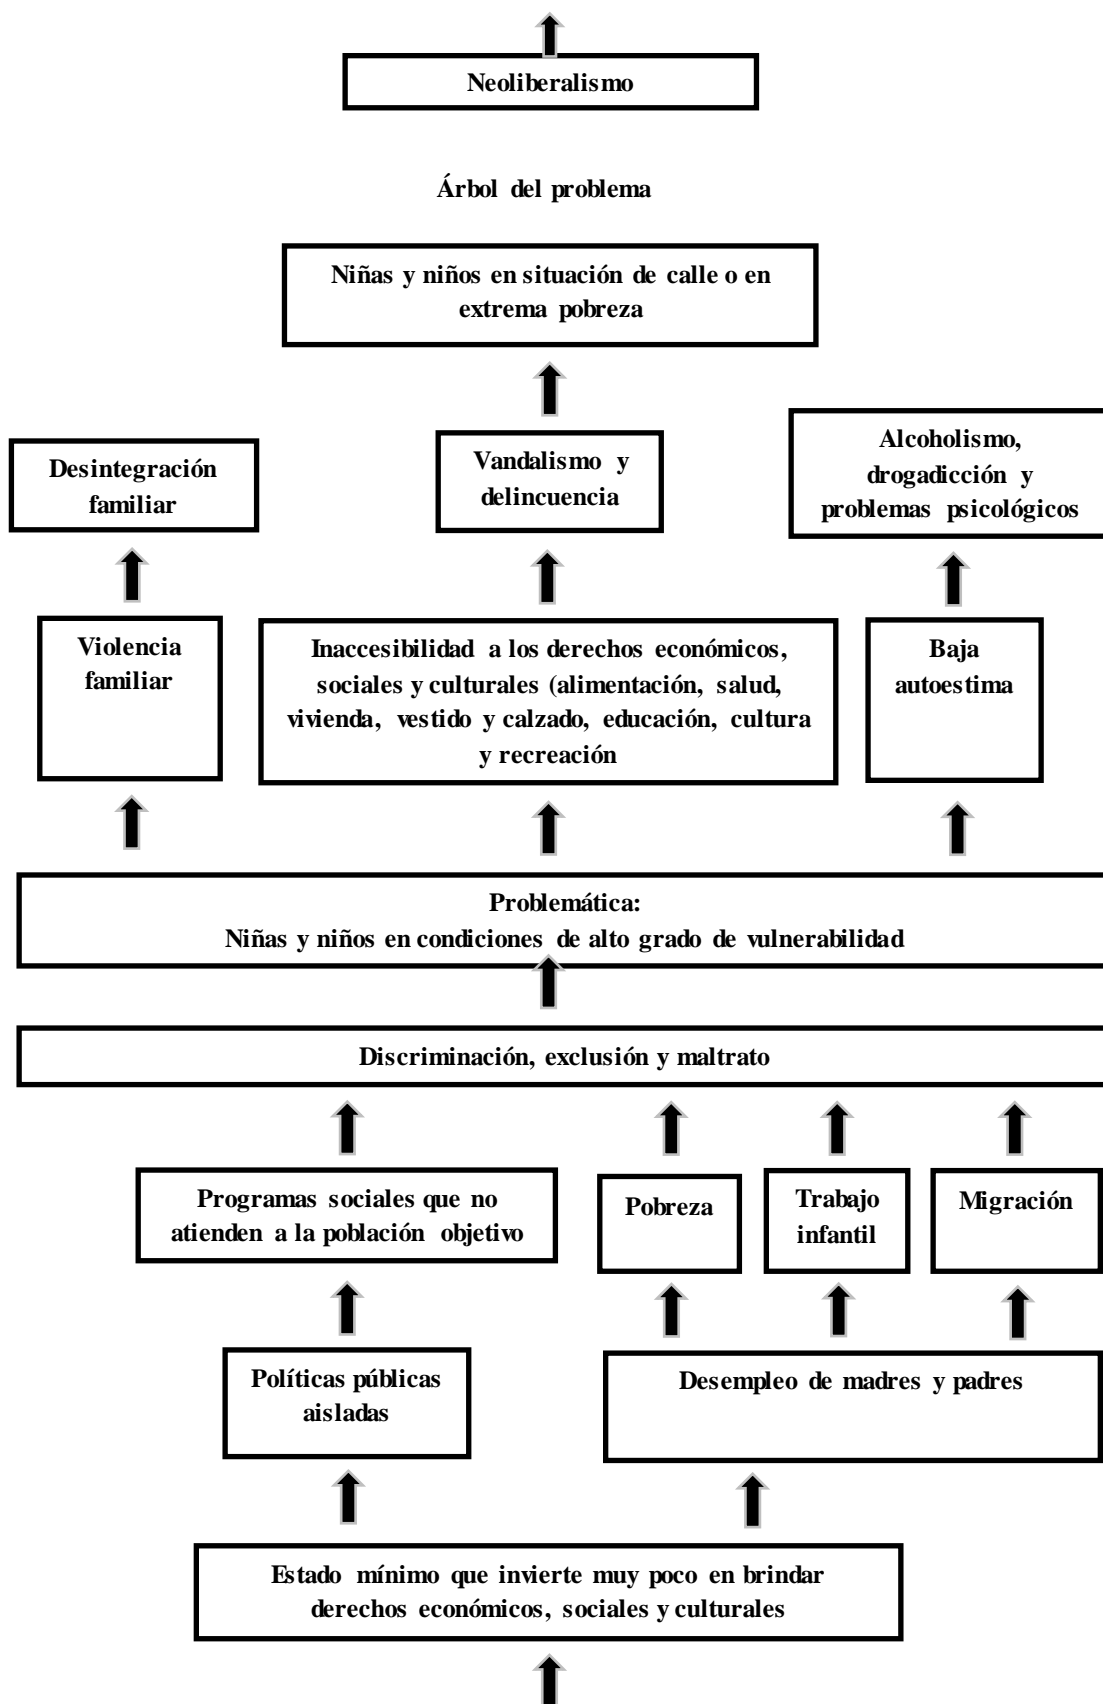 Neoliberalismo
Árbol del problema
Niñas y niños en situación de calle o en
extrema pobreza
Desintegración
familiar
Vandalismo y
delincuencia
Alcoholismo,
drogadicción y
problemas psicológicos
Violencia
familiar
Inaccesibilidad a los derechos económicos,
sociales y culturales (alimentación, salud,
vivienda, vestido y calzado, educación, cultura
y recreación
Baja
autoestima
Problemática:
Niñas y niños en condiciones de alto grado de vulnerabilidad
Discriminación, exclusión y maltrato
Programas sociales que no
atienden a la población objetivo
Pobreza
Trabajo
infantil
Migración
Políticas públicas
aisladas
Desempleo de madres y padres
Estado mínimo que invierte muy poco en brindar
derechos económicos, sociales y culturales